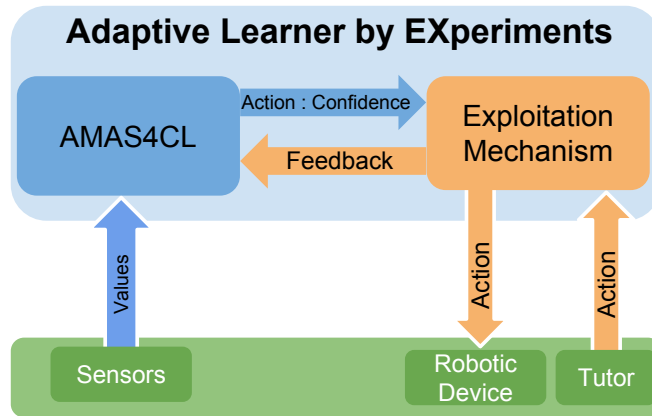 Adaptive Learner by EXperiments
AMAS4CL
Action : Confidence
Feedback
Exploitation
Mechanism
Values
Action
Action
Sensors
Robotic
Device
Tutor